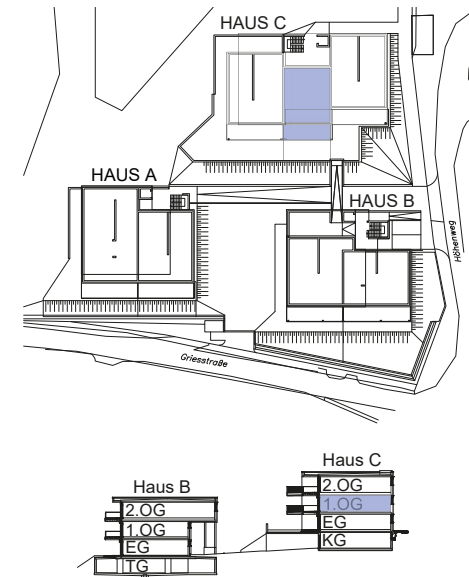 HAUS C
HAUS A
HAUS B
Höhenweg
Griesstraße
Haus B
2.OG
1.OG
EG
TG
Haus C
2.OG
1.OG
EG
KG